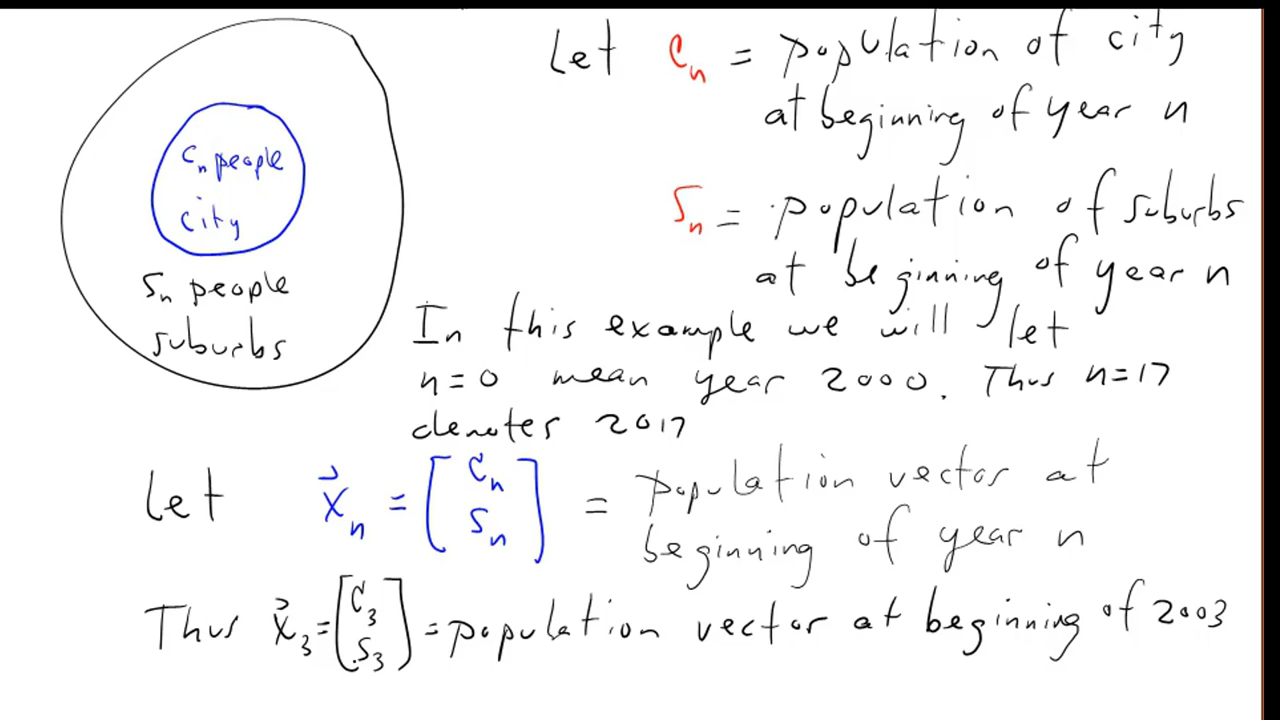 Let Cn = population of city
at beginning of year n
Sn = population of suburbs
at beginning of year n
Cn people
city
Sn people
suburbs
In this example we will let
n=0 mean year 2000. Thus n=17
denotes 2017
Let x⃗n = [Cn Sn] = population vector at
beginning of year n
Thus x⃗3 = [C3 S3] = population vector at beginning of 2003